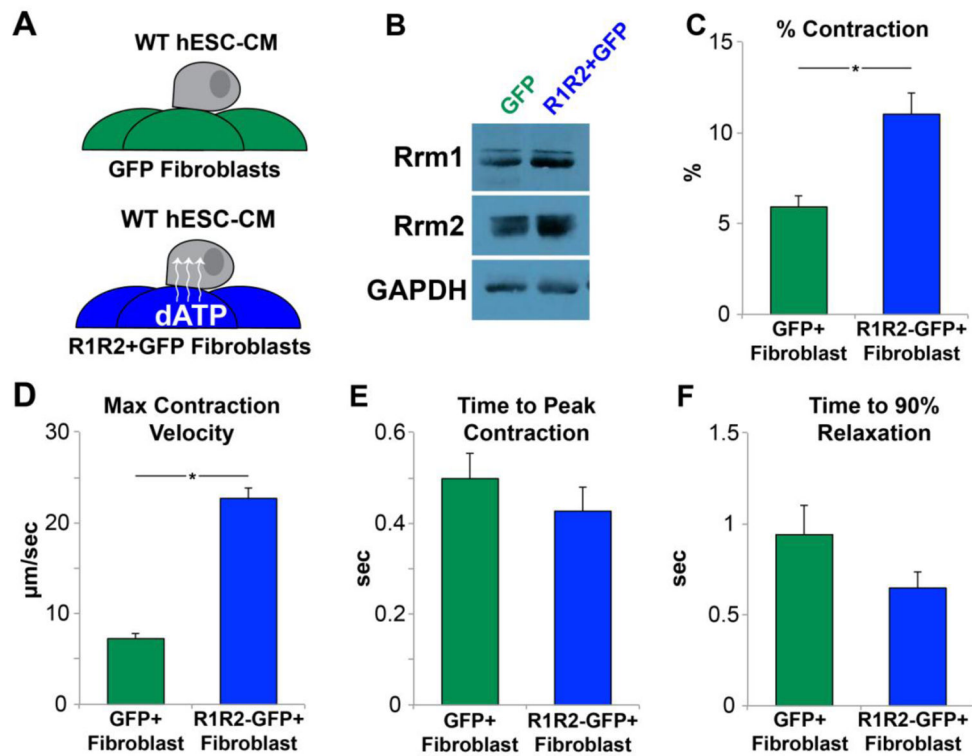 A
WT hESC-CM
GFP Fibroblasts
WT hESC-CM
dATP
R1R2+GFP Fibroblasts
B
GFP
R1R2+GFP
Rrm1
Rrm2
GAPDH
C
% Contraction
*
15
10
5
0
%
GFP+
Fibroblast
R1R2-GFP+
Fibroblast
D
Max Contraction
Velocity
*
30
20
10
0
µm/sec
GFP+
Fibroblast
R1R2-GFP+
Fibroblast
E
Time to Peak
Contraction
0.6
0.4
0.2
0
sec
GFP+
Fibroblast
R1R2-GFP+
Fibroblast
F
Time to 90%
Relaxation
1.5
1
0.5
0
sec
GFP+
Fibroblast
R1R2-GFP+
Fibroblast